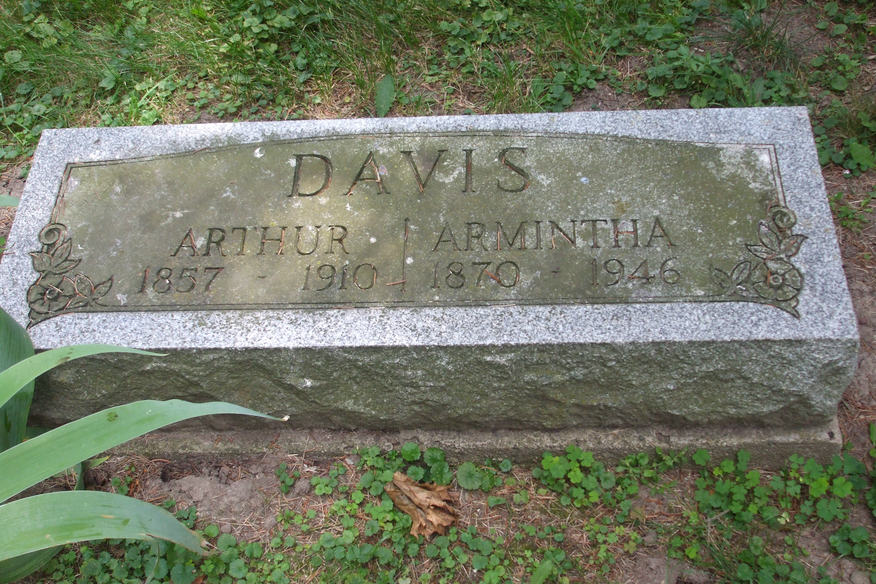 DAVIS
ARTHUR | ARMINTHA
1857 - 1910 | 1870 - 1946